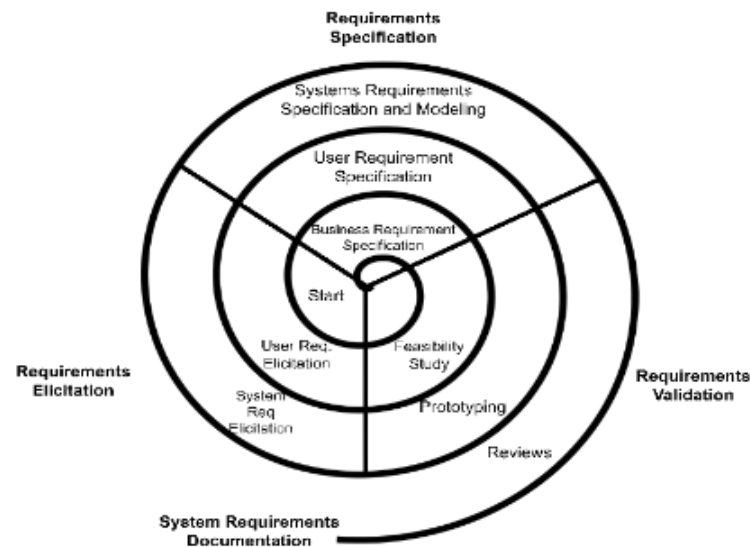 Requirements
Specification
Systems Requirements
Specification and Modeling
User Requirement
Specification
Business Requirement
Specification
Start
User Req.
Elicitation
Feasibility
Study
Requirements
Elicitation
System
Req
Elicitation
Prototyping
Requirements
Validation
Reviews
System Requirements
Documentation